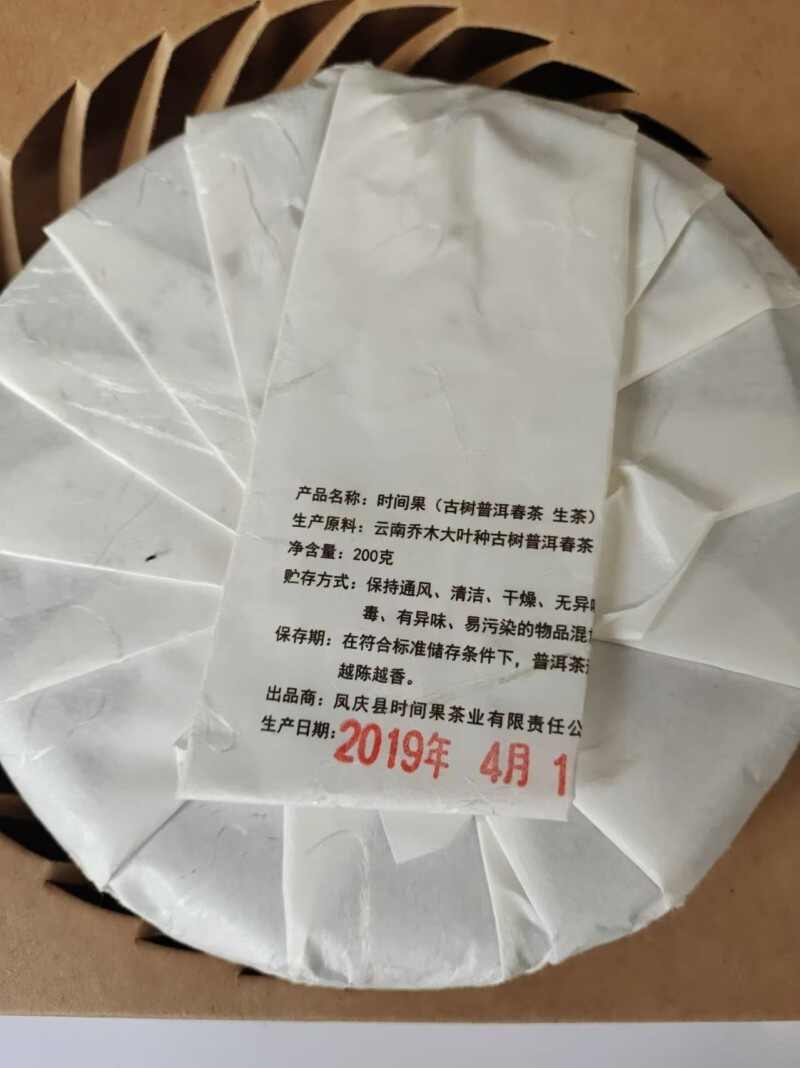 产品名称：时间果（古树普洱春茶 生茶）
生产原料：云南乔木大叶种古树普洱春茶
净含量：200克
贮存方式：保持通风、清洁、干燥、无异
毒、有异味、易污染的物品混
保存期：在符合标准储存条件下，普洱茶
越陈越香。
出品商：凤庆县时间果茶业有限责任公
生产日期：2019年 4月 1